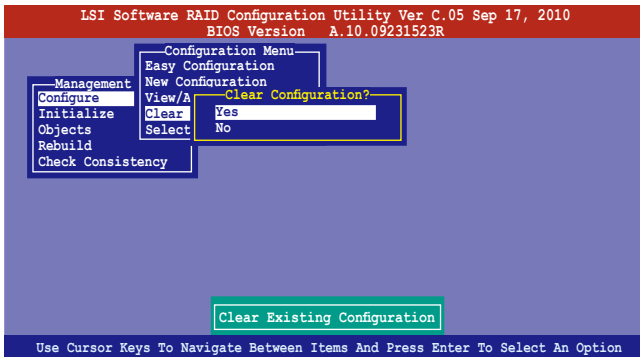 LSI Software RAID Configuration Utility Ver C.05 Sep 17, 2010
BIOS Version A.10.09231523R
Configuration Menu
Easy Configuration
New Configuration
View/A
Clear
Select
Management
Configure
Initialize
Objects
Rebuild
Check Consistency
Clear Configuration?
Yes
No
Clear Existing Configuration
Use Cursor Keys To Navigate Between Items And Press Enter To Select An Option